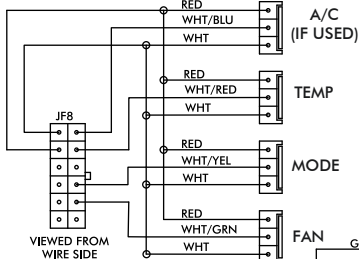 RED
WHT/BLU
WHT
A/C
(IF USED)
RED
WHT/RED
WHT
TEMP
JF8
RED
WHT/YEL
WHT
MODE
RED
WHT/GRN
WHT
FAN
VIEWED FROM
WIRE SIDE
G